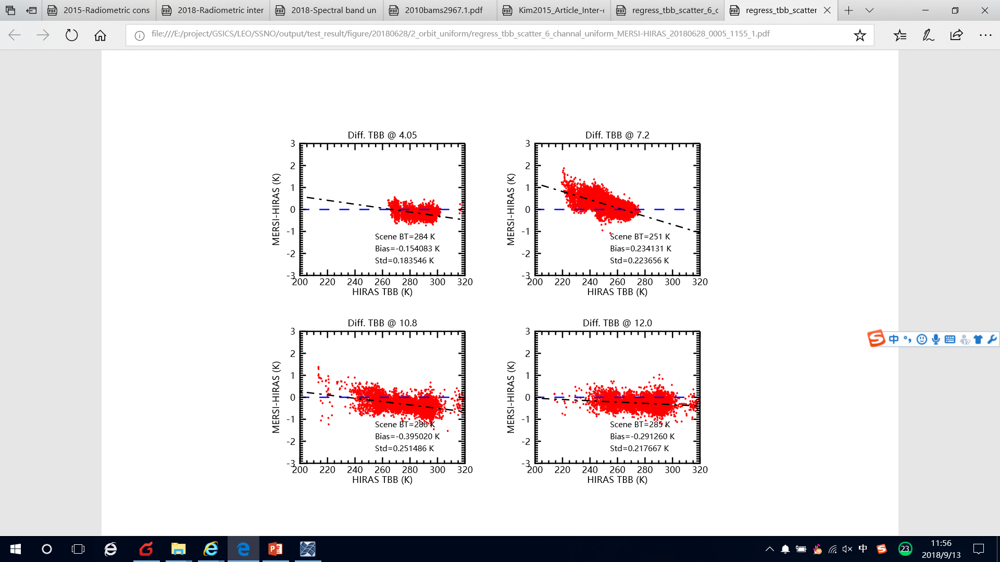 2015-Radiometric cons
2018-Radiometric inter
2018-Spectral band un
2010bams2967.1.pdf
Kim2015_Article_Inter-c
regress_tbb_scatter_6_c
regress_tbb_scatter
file:///E:/project/GSICS/LEO/SSNO/output/test_result/figure/20180628/2_orbit_uniform/regress_tbb_scatter_6_channal_uniform_MERSI-HIRAS_20180628_0005_1155_1.pdf
Diff. TBB @ 4.05
3
2
1
0
-1
-2
-3
MERSI-HIRAS (K)
Scene BT=284 K
Bias=-0.154083 K
Std=0.183546 K
200 220 240 260 280 300 320
HIRAS TBB (K)
Diff. TBB @ 7.2
3
2
1
0
-1
-2
-3
MERSI-HIRAS (K)
Scene BT=251 K
Bias=0.234131 K
Std=0.223656 K
200 220 240 260 280 300 320
HIRAS TBB (K)
Diff. TBB @ 10.8
3
2
1
0
-1
-2
-3
MERSI-HIRAS (K)
Scene BT=286 K
Bias=-0.395020 K
Std=0.251486 K
200 220 240 260 280 300 320
HIRAS TBB (K)
Diff. TBB @ 12.0
3
2
1
0
-1
-2
-3
MERSI-HIRAS (K)
Scene BT=285 K
Bias=-0.291260 K
Std=0.217667 K
200 220 240 260 280 300 320
HIRAS TBB (K)
中
17
中
23
11:56
2018/9/13